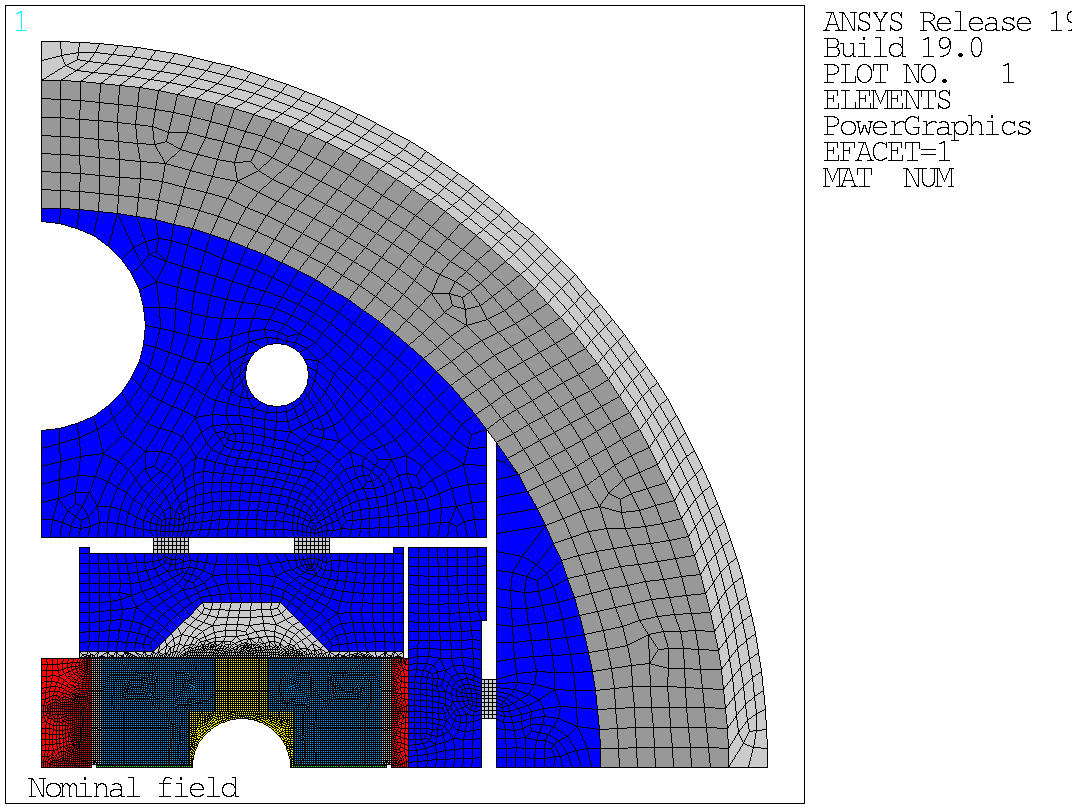 1
ANSYS Release 19
Build 19.0
PLOT NO. 1
ELEMENTS
PowerGraphics
EFACET=1
MAT NUM
Nominal field